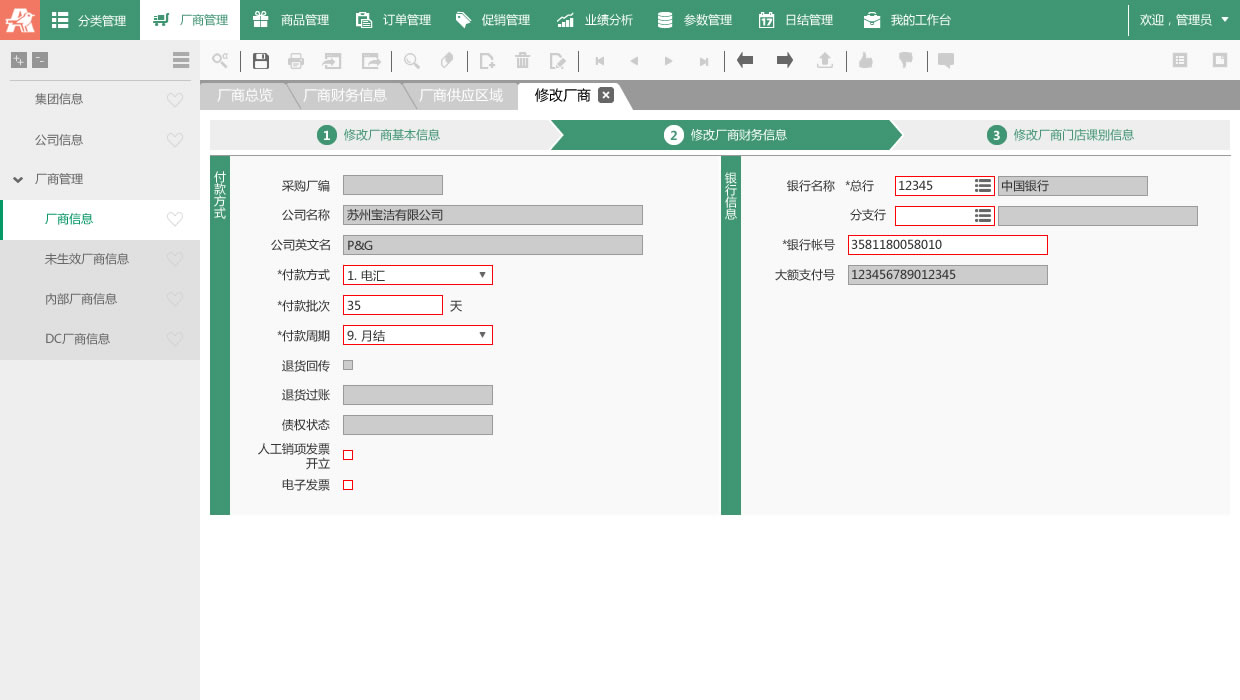 分类管理 厂商管理 商品管理 订单管理 促销管理 业绩分析 参数管理 日结管理 我的工作台 欢迎，管理员
集团信息
公司信息
厂商管理
厂商信息
未生效厂商信息
内部厂商信息
DC厂商信息
厂商总览 厂商财务信息 厂商供应区域 修改厂商
1 修改厂商基本信息 2 修改厂商财务信息 3 修改厂商门店课别信息
付款方式
采购厂编
公司名称 苏州宝洁有限公司
公司英文名 P&G
*付款方式 1. 电汇
*付款批次 35 天
*付款周期 9. 月结
退货回传
退货过账
债权状态
人工销项发票
开立
电子发票
银行信息
银行名称 *总行 12345 中国银行
分支行
*银行帐号 3581180058010
大额支付号 123456789012345